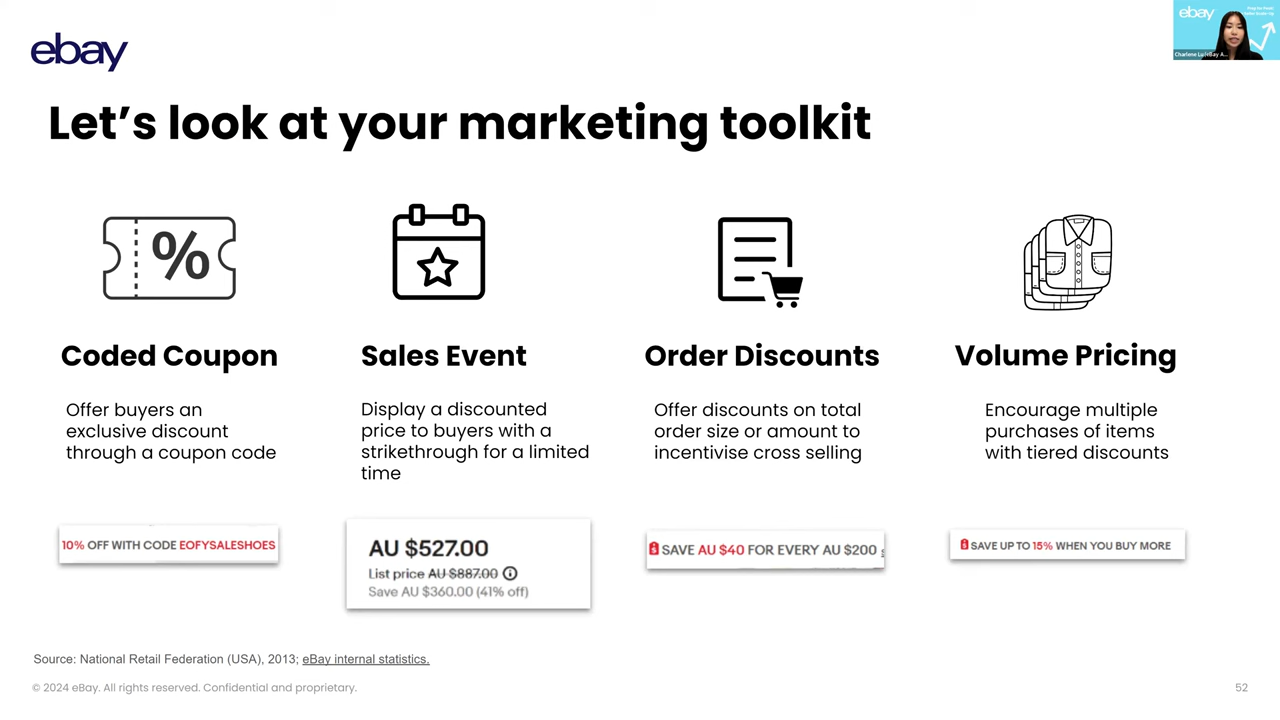 ebay
ebay
Charlene Lu (eBay A...
Let's look at your marketing toolkit
%
Coded Coupon
Offer buyers an
exclusive discount
through a coupon code
10% OFF WITH CODE EOFYSALESHOES
Sales Event
Display a discounted
price to buyers with a
strikethrough for a limited
time
AU $527.00
List price AU $887.00
Save AU $360.00 (41% off)
Order Discounts
Offer discounts on total
order size or amount to
incentivise cross selling
SAVE AU $40 FOR EVERY AU $200
Volume Pricing
Encourage multiple
purchases of items
with tiered discounts
SAVE UP TO 15% WHEN YOU BUY MORE
Source: National Retail Federation (USA), 2013; eBay internal statistics.
© 2024 eBay. All rights reserved. Confidential and proprietary.
52